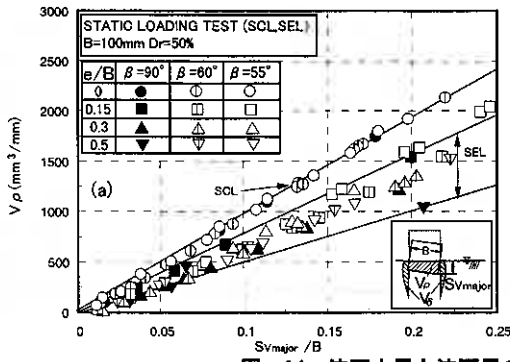 STATIC LOADING TEST (SCL,SEL)
B=100mm Dr=50%
e/B β=90° β=60° β=55°
0
0.15
0.3
0.5
3000
2500
2000
1500
1000
500
0
Vρ (mm³/mm)
(a)
SCL
SEL
B
Vρ
Vδ
SVmajor
0 0.05 0.1 0.15 0.2 0.25
SVmajor /B